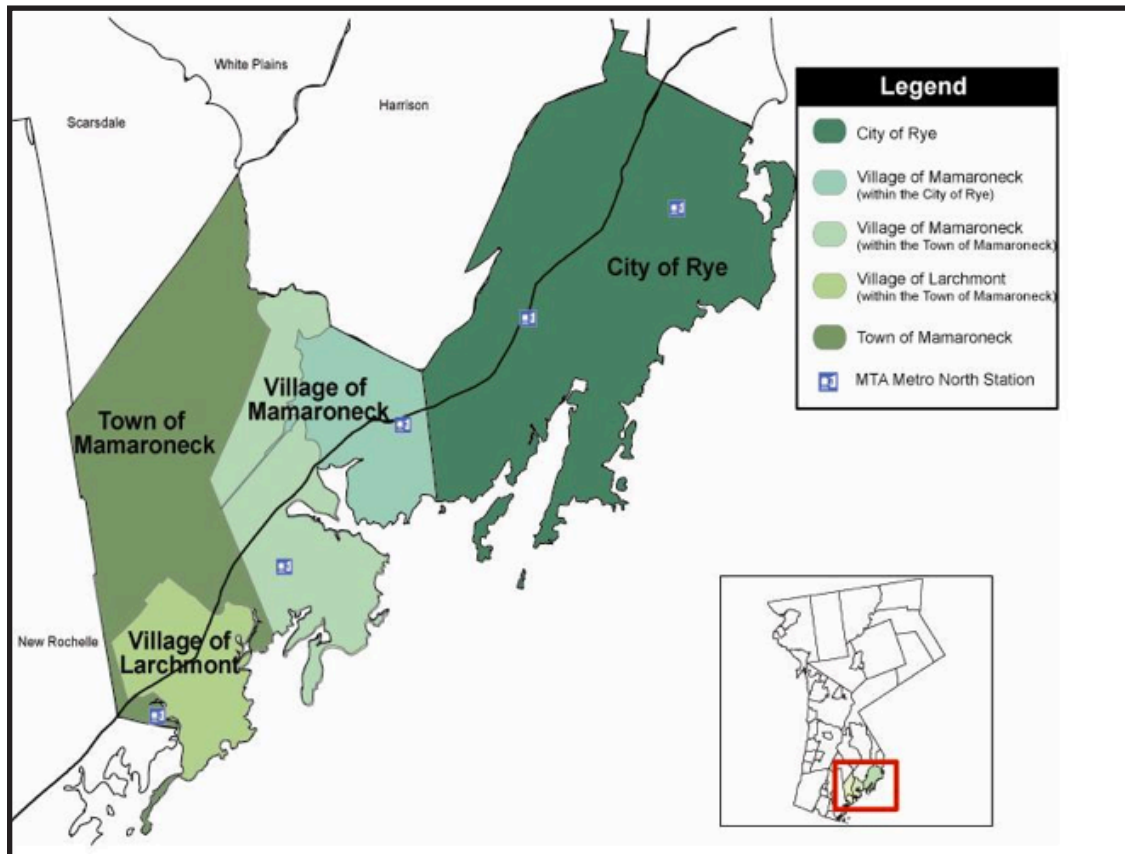 White Plains
Scarsdale
Harrison
City of Rye
Village of
Mamaroneck
Town of
Mamaroneck
New Rochelle
Village of
Larchmont
Legend
City of Rye
Village of Mamaroneck
(within the City of Rye)
Village of Mamaroneck
(within the Town of Mamaroneck)
Village of Larchmont
(within the Town of Mamaroneck)
Town of Mamaroneck
MTA Metro North Station